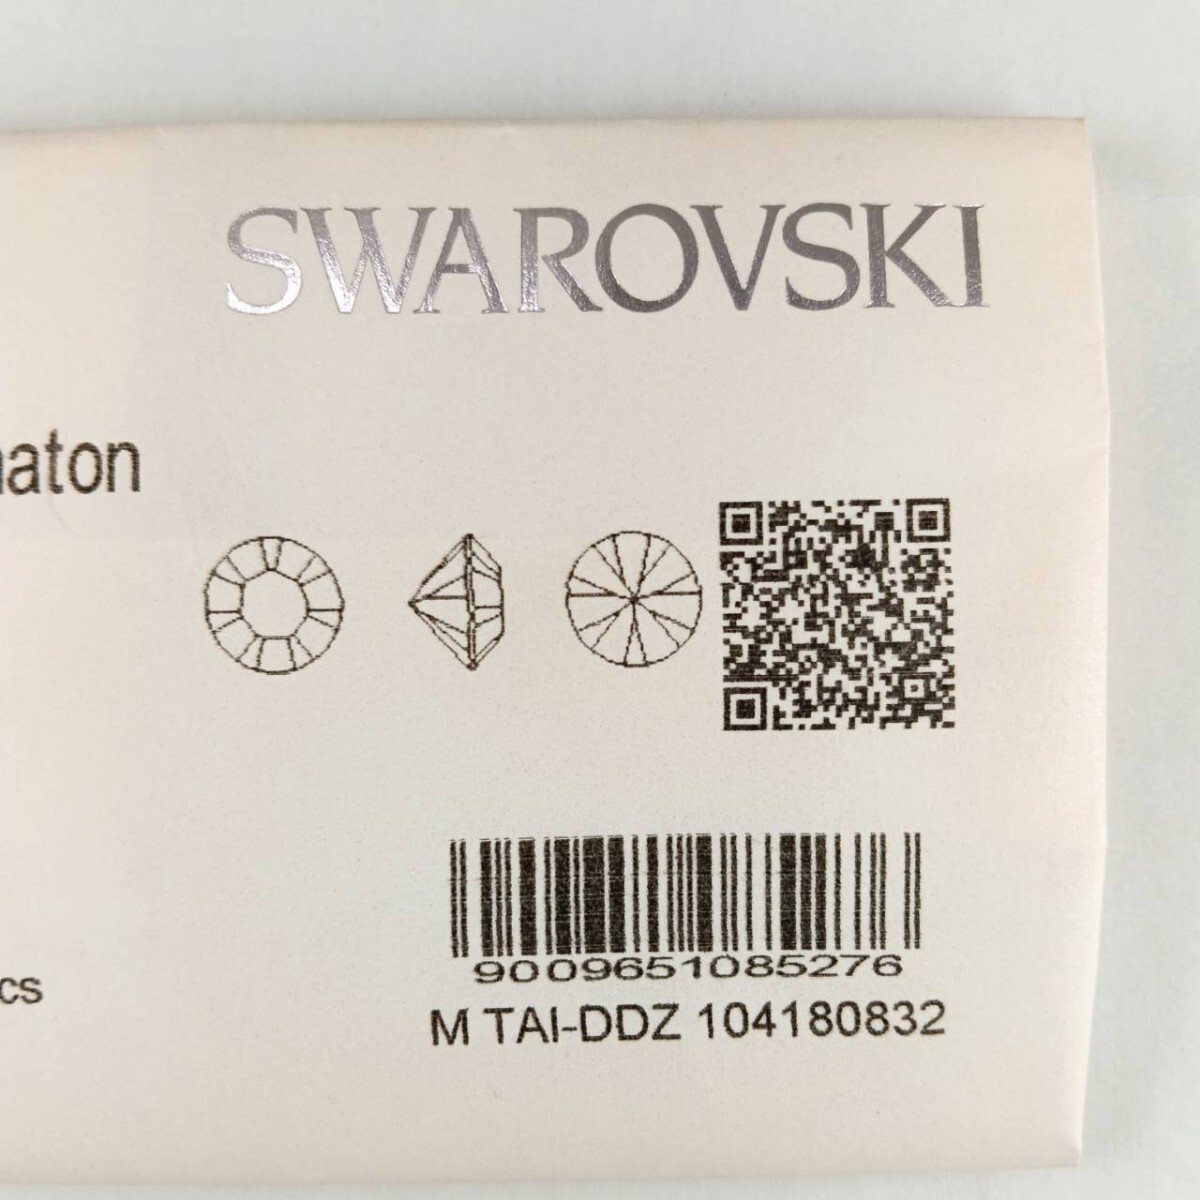 SWAROVSKI
haton
cs
9009651085276
M TAI-DDZ 104180832